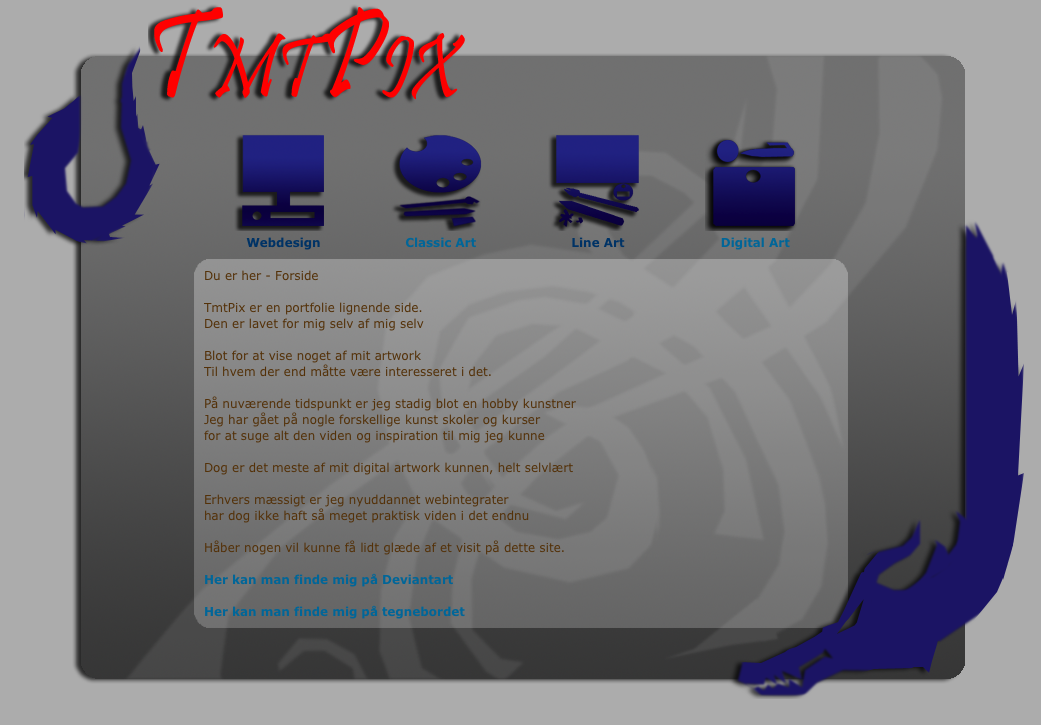 TmtPix
Webdesign
Classic Art
Line Art
Digital Art
Du er her - Forside
TmtPix er en portfolie lignende side.
Den er lavet for mig selv af mig selv
Blot for at vise noget af mit artwork
Til hvem der end måtte være interesseret i det.
På nuværende tidspunkt er jeg stadig blot en hobby kunstner
Jeg har gået på nogle forskellige kunst skoler og kurser
for at suge alt den viden og inspiration til mig jeg kunne
Dog er det meste af mit digital artwork kunnen, helt selvlært
Erhvers mæssigt er jeg nyuddannet webintegrater
har dog ikke haft så meget praktisk viden i det endnu
Håber nogen vil kunne få lidt glæde af et visit på dette site.
Her kan man finde mig på Deviantart
Her kan man finde mig på tegnebordet